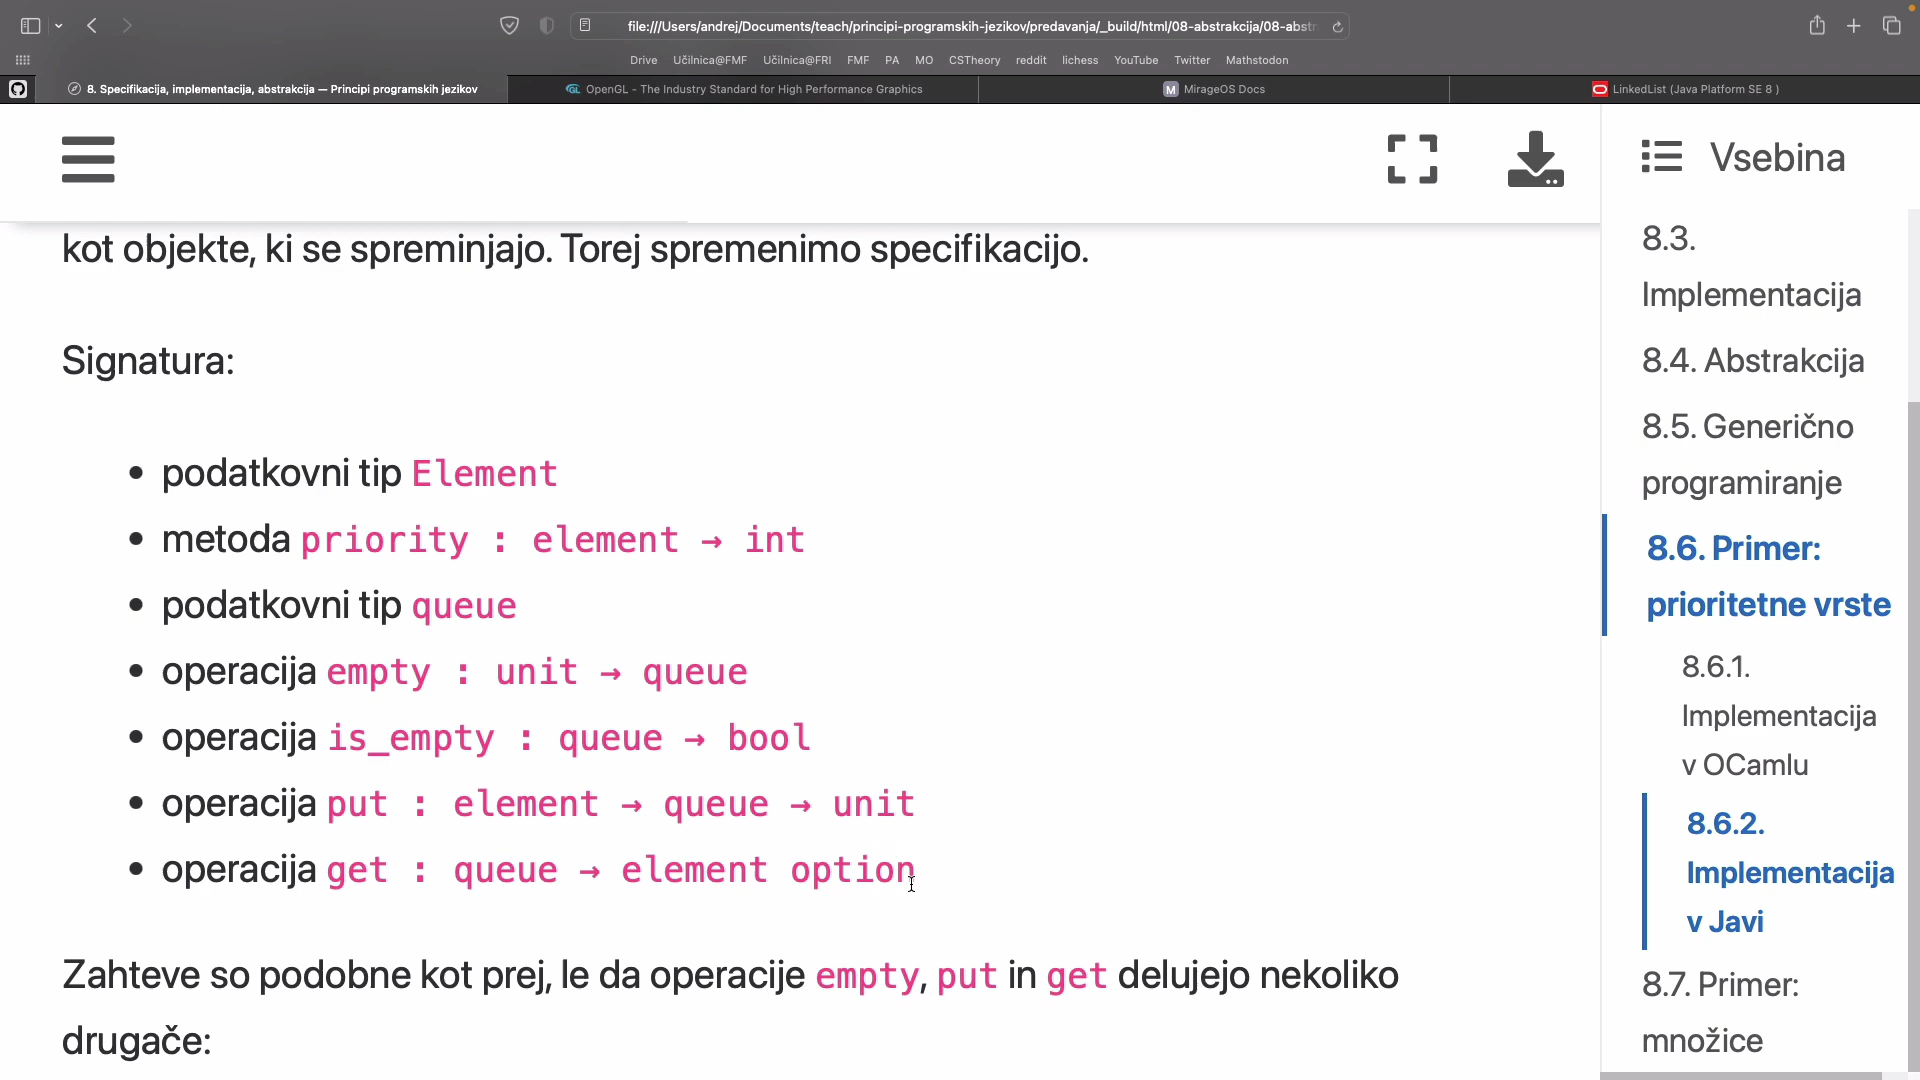 file:///Users/andrej/Documents/teach/principi-programskih-jezikov/predavanja/_build/html/08-abstrakcija/08-abstr
Drive Učilnica@FMF Učilnica@FRI FMF PA MO CSTheory reddit lichess YouTube Twitter Mathstodon
8. Specifikacija, implementacija, abstrakcija — Principi programskih jezikov
OpenGL - The Industry Standard for High Performance Graphics
M MirageOS Docs
LinkedList (Java Platform SE 8 )
kot objekte, ki se spreminjajo. Torej spremenimo specifikacijo.
Signatura:
• podatkovni tip Element
• metoda priority : element → int
• podatkovni tip queue
• operacija empty : unit → queue
• operacija is_empty : queue → bool
• operacija put : element → queue → unit
• operacija get : queue → element option
Zahteve so podobne kot prej, le da operacije empty, put in get delujejo nekoliko
drugače:
Vsebina
8.3.
Implementacija
8.4. Abstrakcija
8.5. Generično
programiranje
8.6. Primer:
prioritetne vrste
8.6.1.
Implementacija
v OCamlu
8.6.2.
Implementacija
v Javi
8.7. Primer:
množice